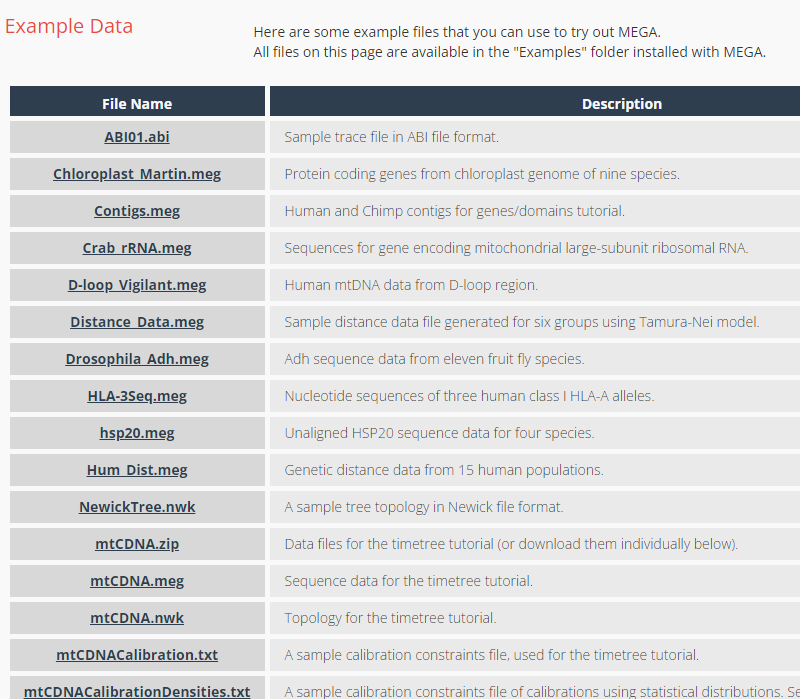 Example Data
Here are some example files that you can use to try out MEGA.
All files on this page are available in the "Examples" folder installed with MEGA.
File Name Description
ABI01.abi Sample trace file in ABI file format.
Chloroplast_Martin.meg Protein coding genes from chloroplast genome of nine species.
Contigs.meg Human and Chimp contigs for genes/domains tutorial.
Crab_rRNA.meg Sequences for gene encoding mitochondrial large-subunit ribosomal RNA.
D-loop_Vigilant.meg Human mtDNA data from D-loop region.
Distance_Data.meg Sample distance data file generated for six groups using Tamura-Nei model.
Drosophila_Adh.meg Adh sequence data from eleven fruit fly species.
HLA-3Seq.meg Nucleotide sequences of three human class I HLA-A alleles.
hsp20.meg Unaligned HSP20 sequence data for four species.
Hum_Dist.meg Genetic distance data from 15 human populations.
NewickTree.nwk A sample tree topology in Newick file format.
mtCDNA.zip Data files for the timetree tutorial (or download them individually below).
mtCDNA.meg Sequence data for the timetree tutorial.
mtCDNA.nwk Topology for the timetree tutorial.
mtCDNACalibration.txt A sample calibration constraints file, used for the timetree tutorial.
mtCDNACalibrationDensities.txt A sample calibration constraints file of calibrations using statistical distributions.